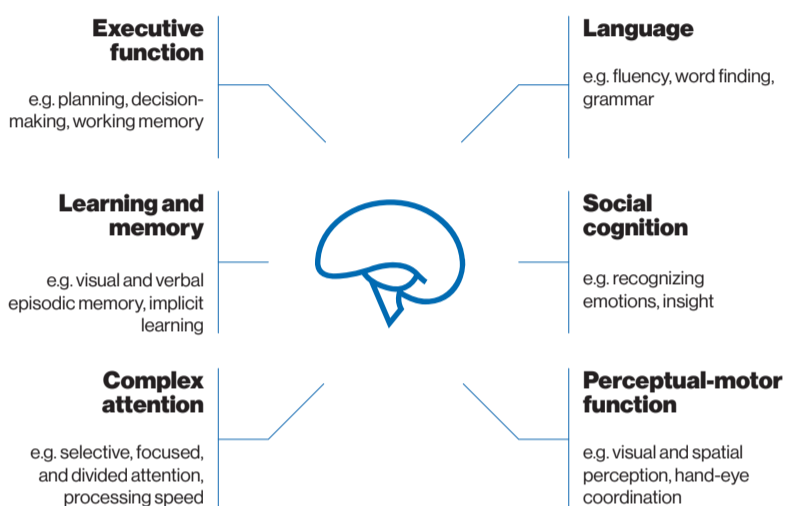 Executive
function
e.g. planning, decision-
making, working memory
Learning and
memory
e.g. visual and verbal
episodic memory, implicit
learning
Complex
attention
e.g. selective, focused,
and divided attention,
processing speed
Language
e.g. fluency, word finding,
grammar
Social
cognition
e.g. recognizing
emotions, insight
Perceptual-motor
function
e.g. visual and spatial
perception, hand-eye
coordination